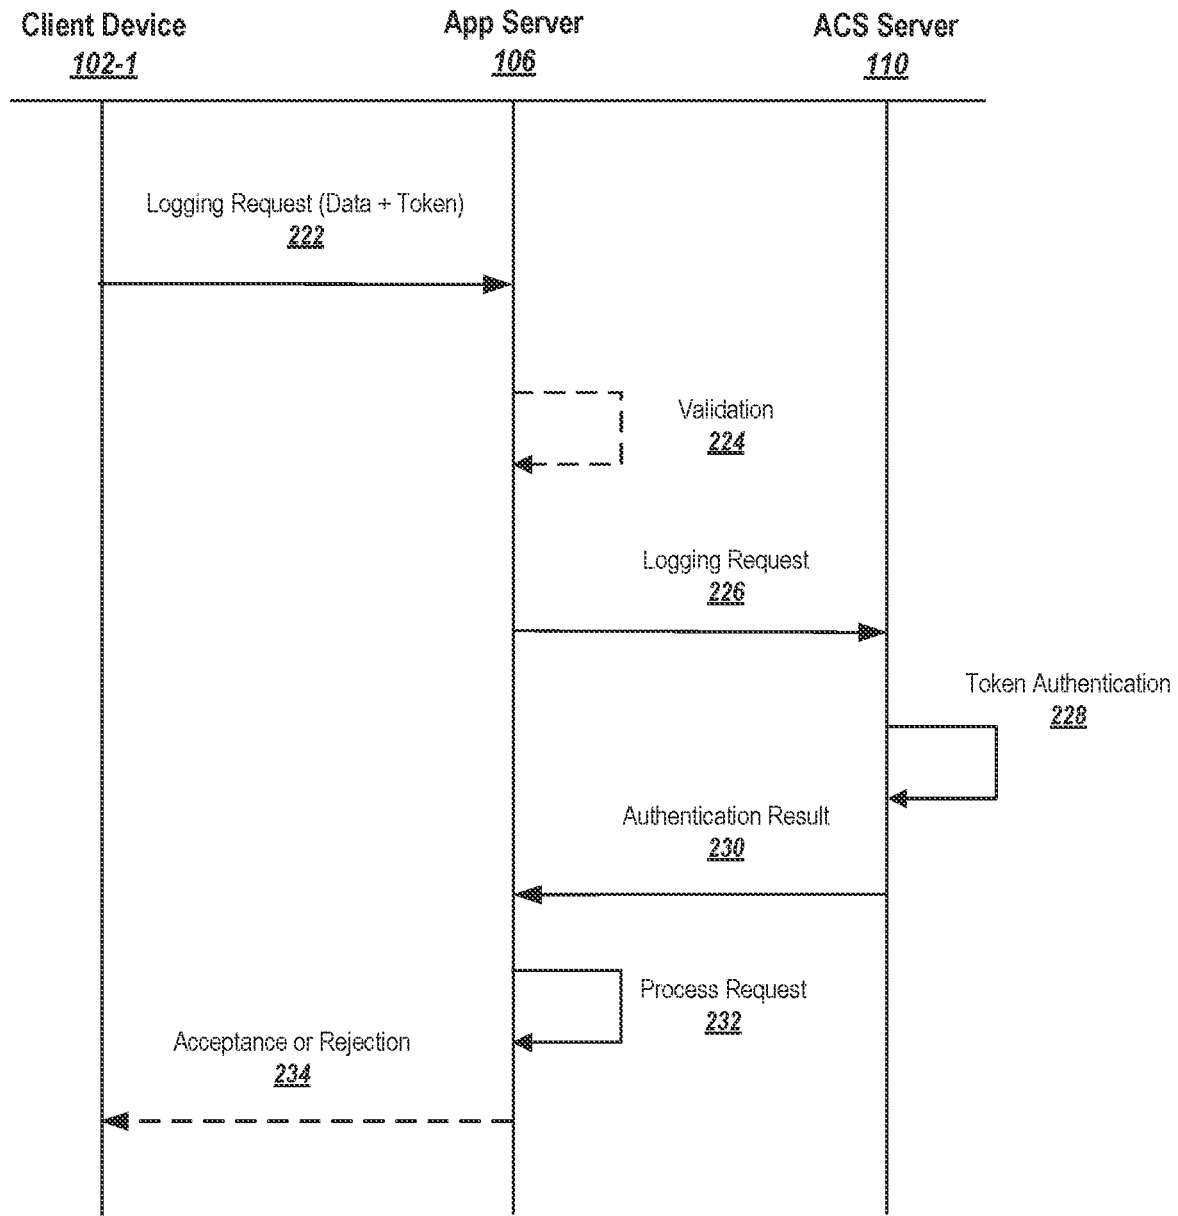 Client Device
102-1
App Server
106
ACS Server
110
Logging Request (Data + Token)
222
Validation
224
Logging Request
226
Token Authentication
228
Authentication Result
230
Process Request
232
Acceptance or Rejection
234